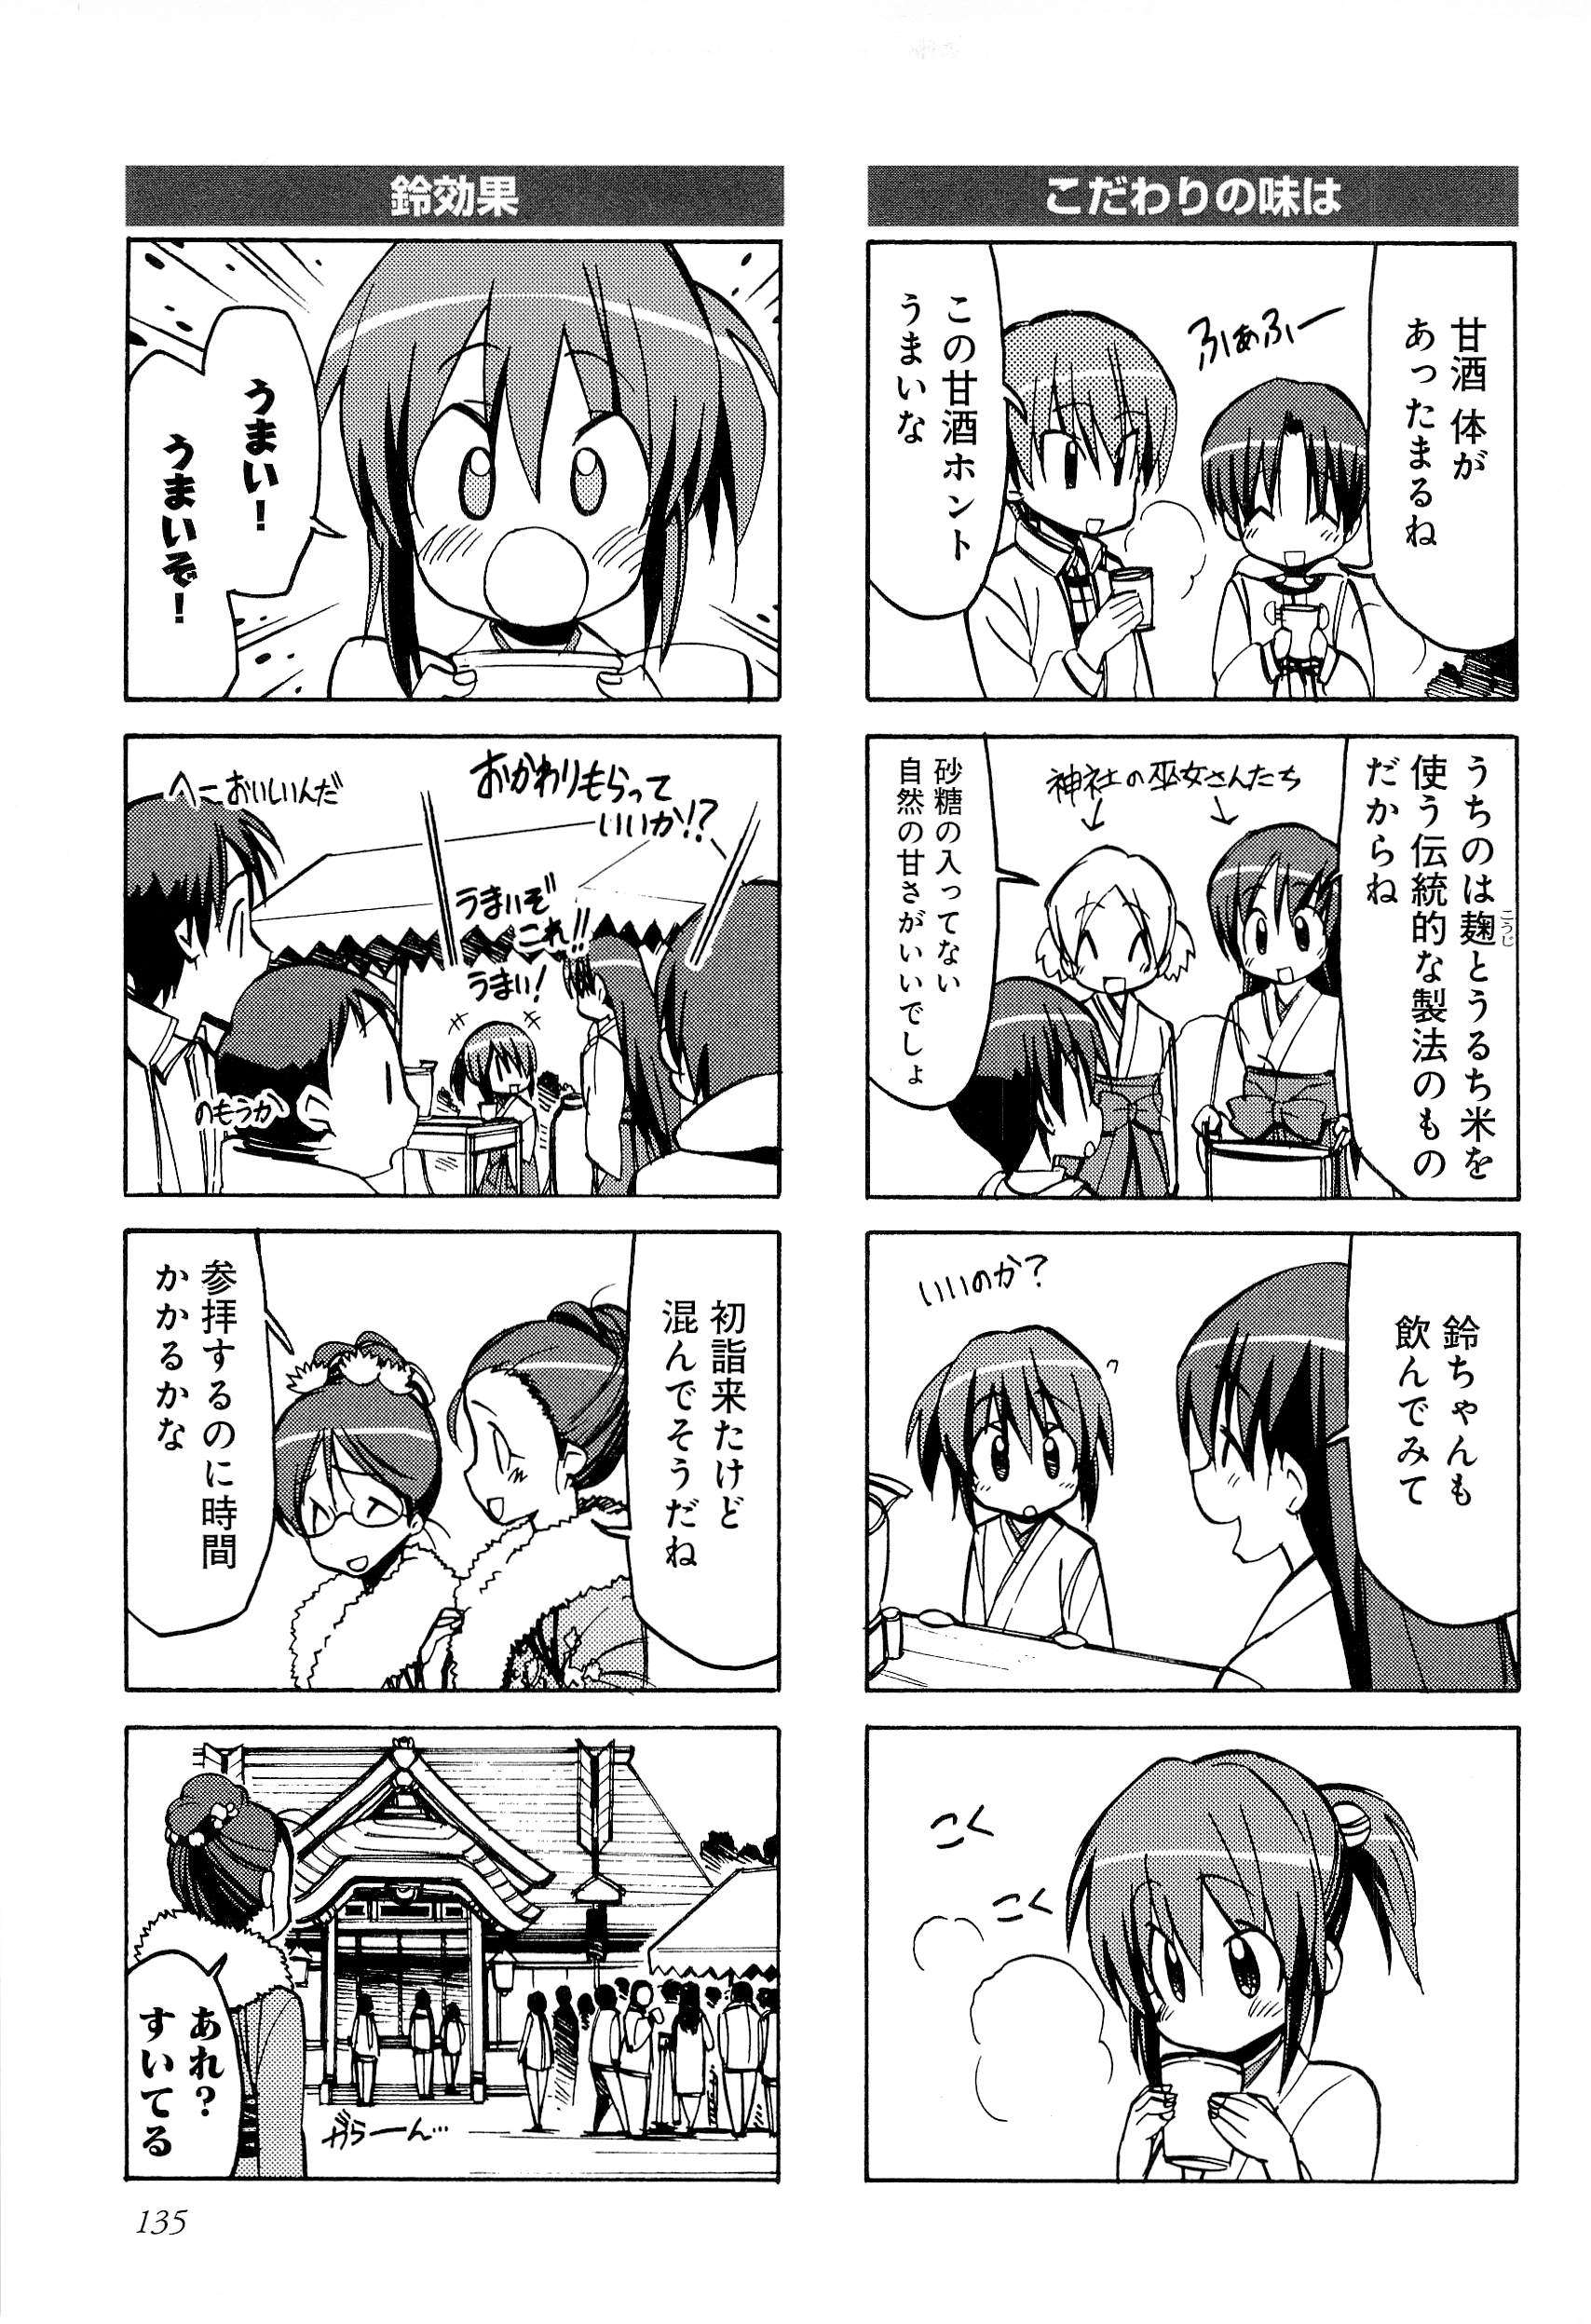 こだわりの味は
甘酒 体が
あったまるね
ふぁふー
この甘酒ホント
うまいな
うちのは麹とうるち米を
こうじ
使う伝統的な製法のもの
だからね
神社の巫女さんたち
砂糖の入ってない
自然の甘さがいいでしょ
鈴ちゃんも
飲んでみて
いいのか?
こく
こく
鈴効果
うまい!
うまいぞ!
おかわりもらって
いいか!?
へーおいしいんだ
うまいぞ
これ!!
うまい!
のもうか
初詣来たけど
混んでそうだね
参拝するのに時間
かかるかな
あれ?
すいてる
がらーん…
135